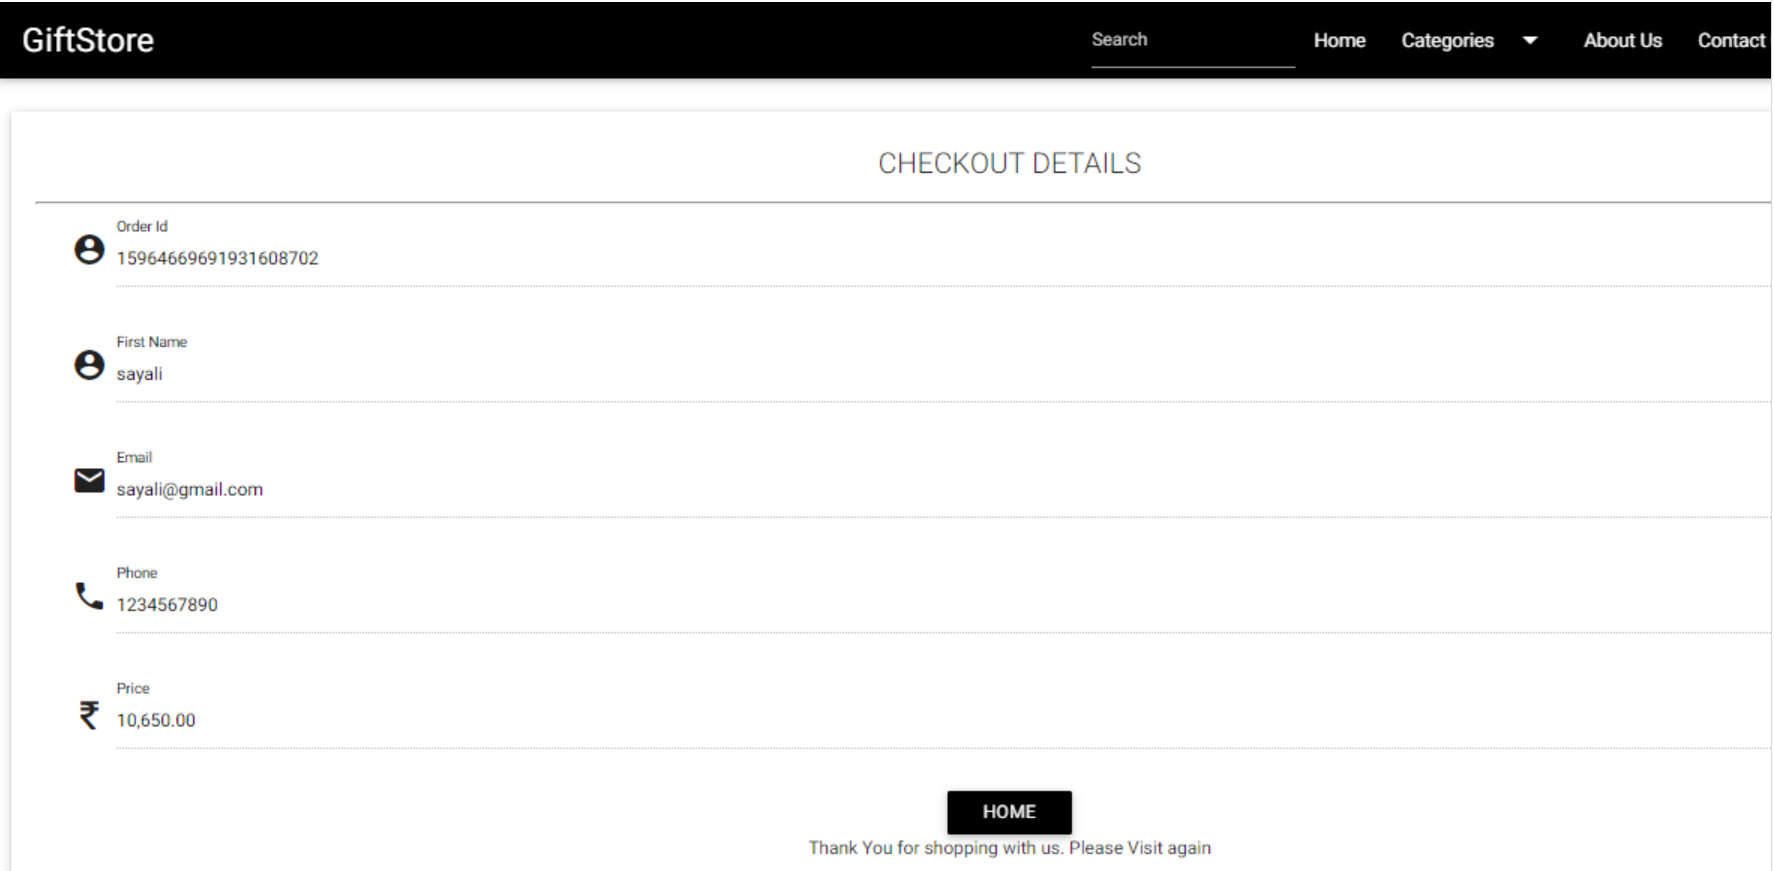 GiftStore Search Home Categories About Us Contact
CHECKOUT DETAILS
Order Id
15964669691931608702
First Name
sayali
Email
sayali@gmail.com
Phone
1234567890
Price
₹ 10,650.00
HOME
Thank You for shopping with us. Please Visit again